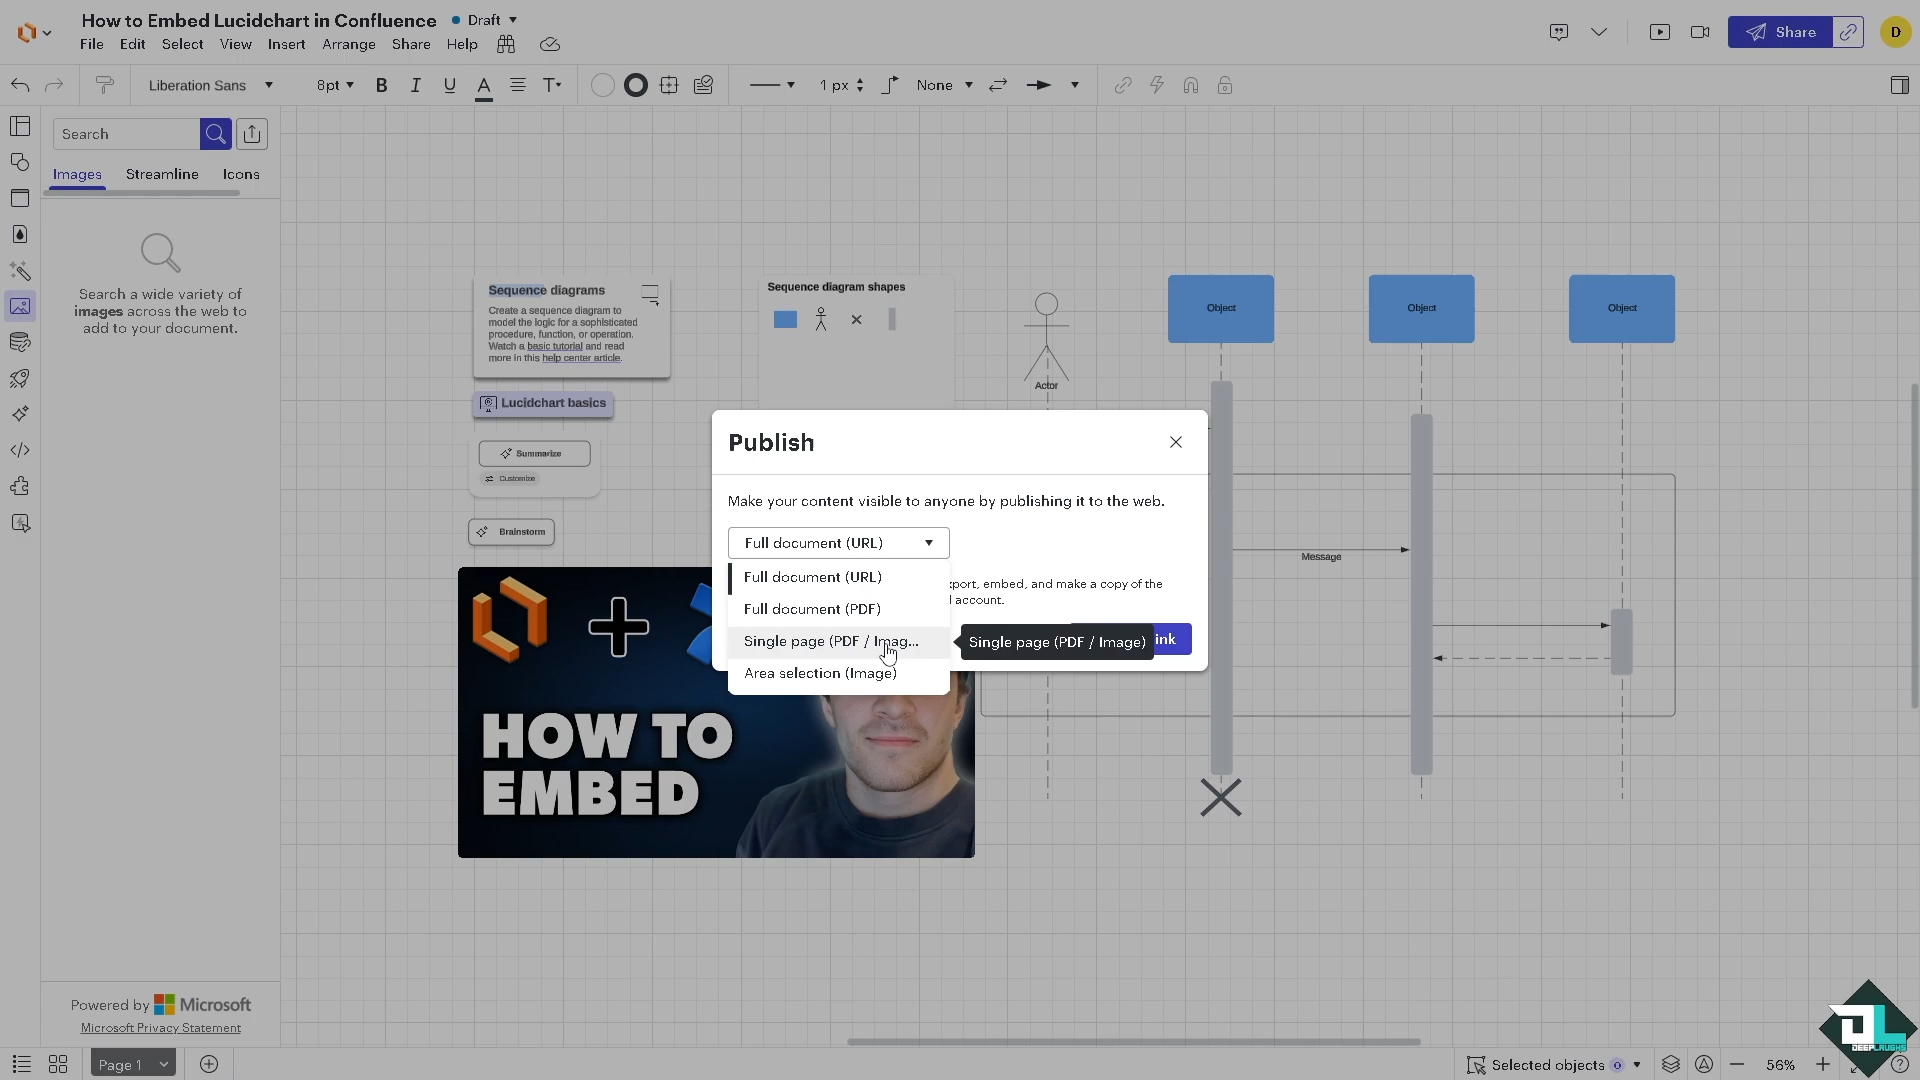 How to Embed Lucidchart in Confluence
Draft
File Edit Select View Insert Arrange Share Help
Share
D
Liberation Sans
8pt
B I U A T
1 px
None
Search
Images Streamline Icons
Search a wide variety of
images across the web to
add to your document.
Powered by Microsoft
Microsoft Privacy Statement
Sequence diagrams
Create a sequence diagram to
model the logic for a sophisticated
procedure, function, or operation.
Watch a basic tutorial and read
more in this help center article.
Lucidchart basics
Summarize
Customize
Brainstorm
Sequence diagram shapes
Actor
Object
Object
Object
Message
HOW TO
EMBED
Publish
Make your content visible to anyone by publishing it to the web.
Full document (URL)
Full document (URL)
Full document (PDF)
Single page (PDF / Imag...
Area selection (Image)
port, embed, and make a copy of the
account.
Single page (PDF / Image)
ink
Page 1
Selected objects 0
56%
DEEPLAUGHS